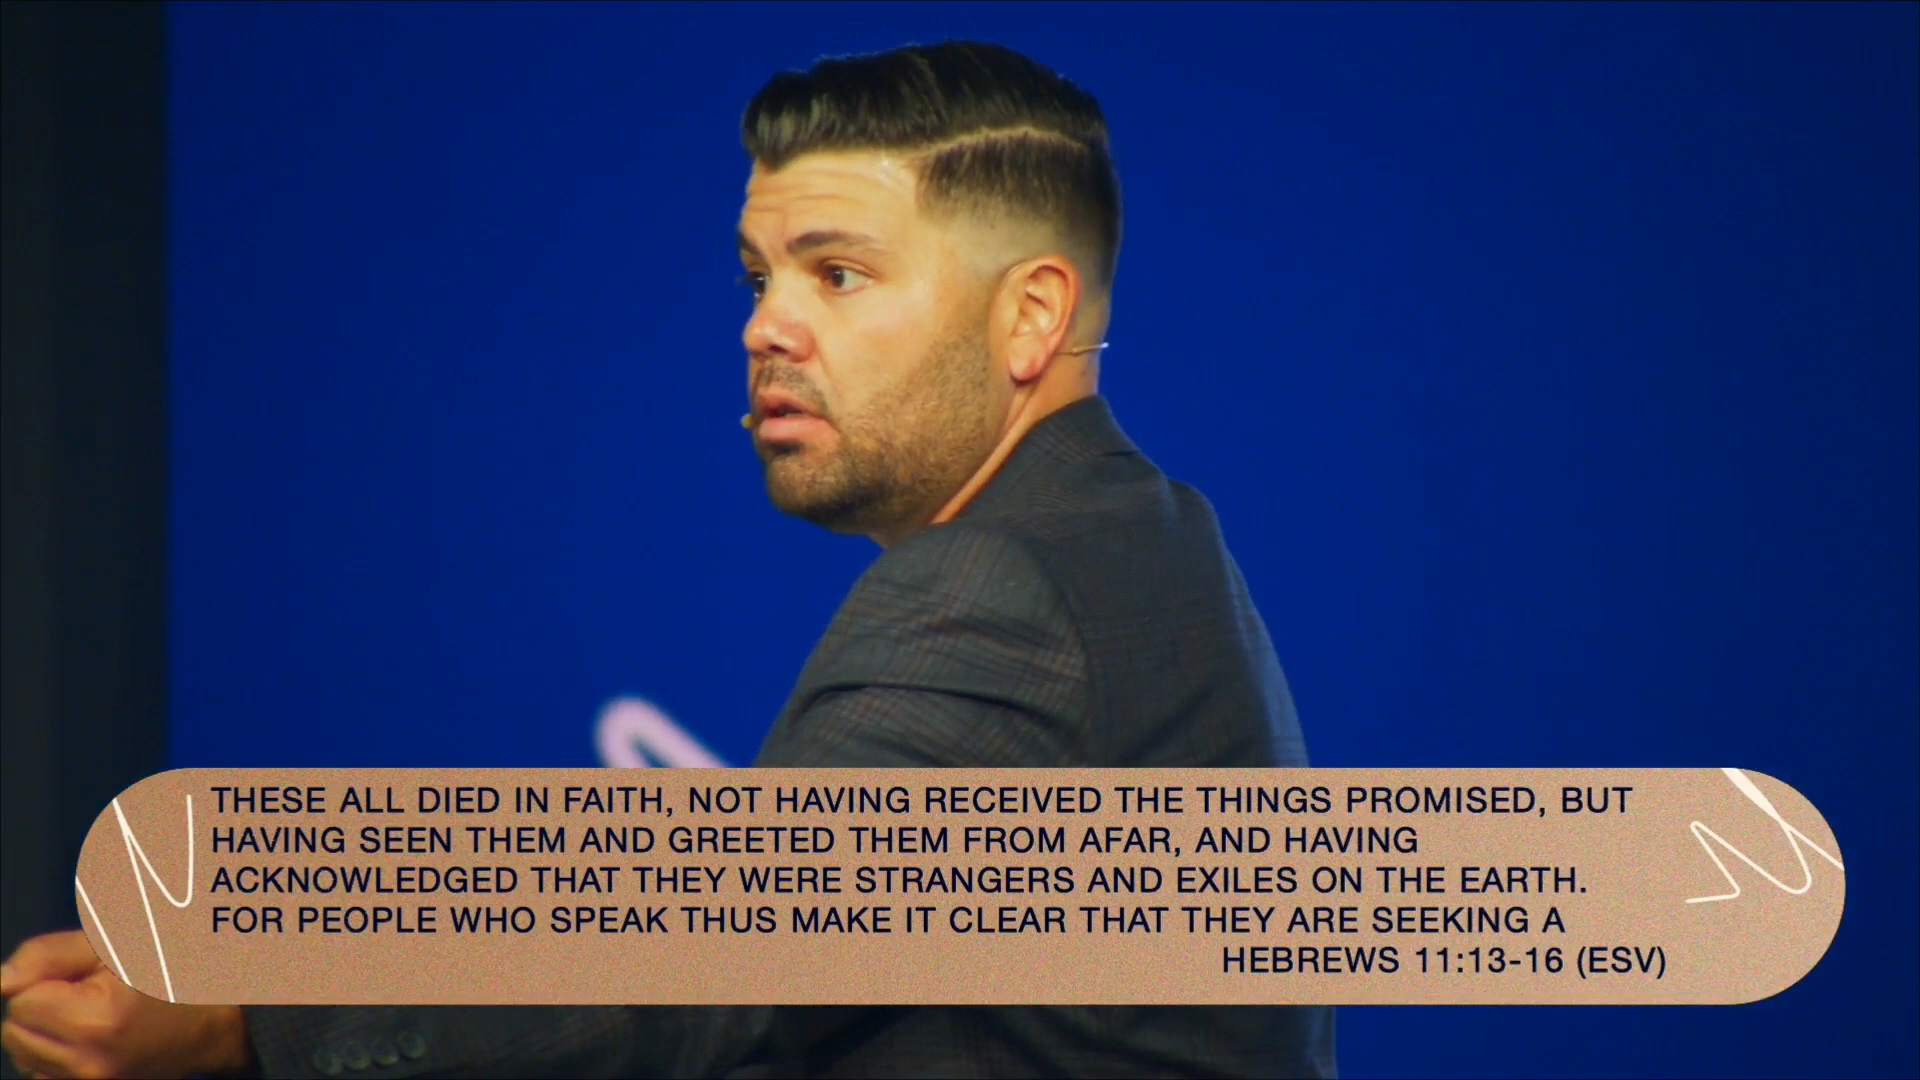 THESE ALL DIED IN FAITH, NOT HAVING RECEIVED THE THINGS PROMISED, BUT
HAVING SEEN THEM AND GREETED THEM FROM AFAR, AND HAVING
ACKNOWLEDGED THAT THEY WERE STRANGERS AND EXILES ON THE EARTH.
FOR PEOPLE WHO SPEAK THUS MAKE IT CLEAR THAT THEY ARE SEEKING A
HEBREWS 11:13-16 (ESV)